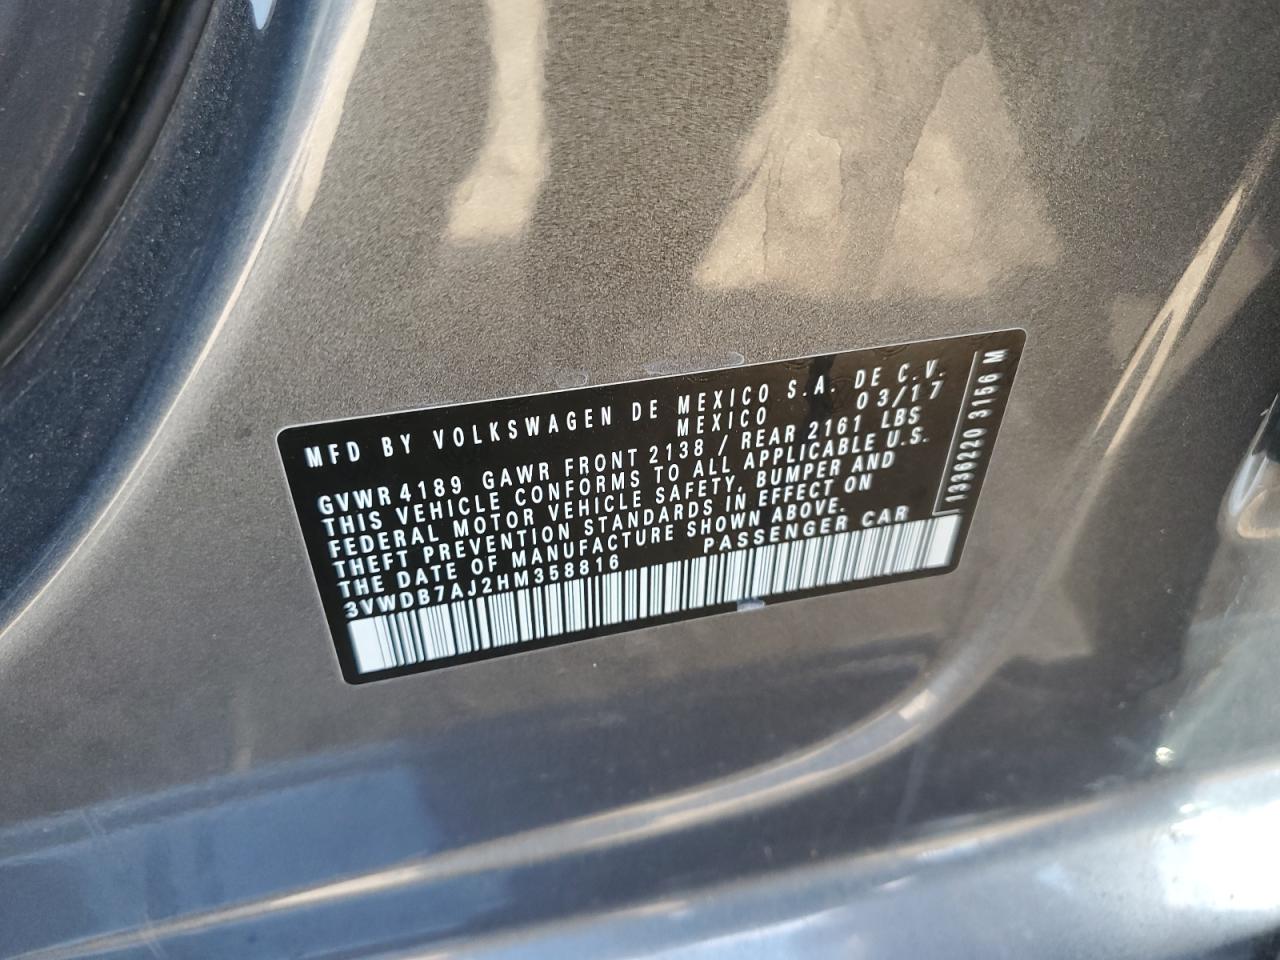 MFD BY VOLKSWAGEN DE MEXICO S.A. DE C.V.
MEXICO 03/17
GVWR 4189 GAWR FRONT 2138 / REAR 2161 LBS
THIS VEHICLE CONFORMS TO ALL APPLICABLE U.S.
FEDERAL MOTOR VEHICLE SAFETY, BUMPER AND
THEFT PREVENTION STANDARDS IN EFFECT ON
THE DATE OF MANUFACTURE SHOWN ABOVE.
3VWDB7AJ2HM358816 PASSENGER CAR
1336220 3156 M